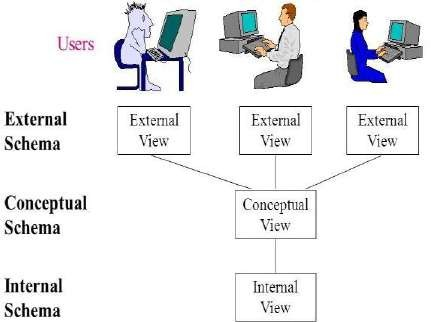 Users
External
Schema
External
View
External
View
External
View
Conceptual
Schema
Conceptual
View
Internal
Schema
Internal
View